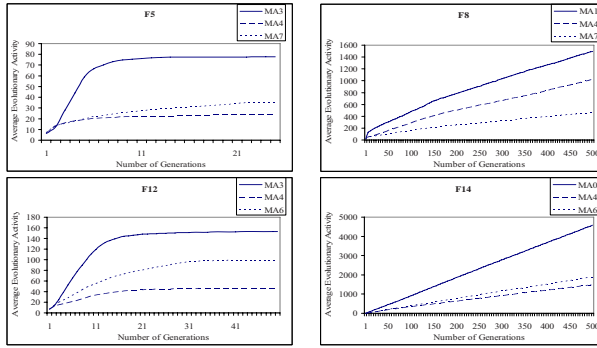 F5
MA3
MA4
MA7
Average Evolutionary Activity
90
80
70
60
50
40
30
20
10
0
1
11
21
Number of Generations
F8
MA1
MA4
MA7
Average Evolutionary Activity
1600
1400
1200
1000
800
600
400
200
0
1
50
100
150
200
250
300
350
400
450
500
Number of Generations
F12
MA3
MA4
MA6
Average Evolutionary Activity
180
160
140
120
100
80
60
40
20
0
1
11
21
31
41
Number of Generations
F14
MA0
MA4
MA6
Average Evolutionary Activity
5000
4000
3000
2000
1000
0
1
50
100
150
200
250
300
350
400
450
500
Number of Generations